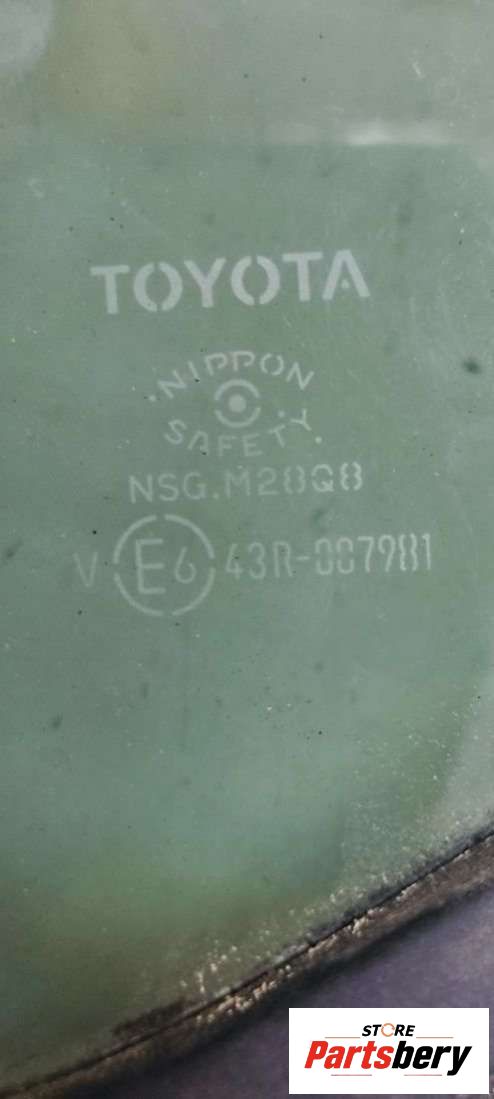 TOYOTA
NIPPON
SAFETY
NSG.M28Q8
V E6 43R-007981
STORE
Partsbery